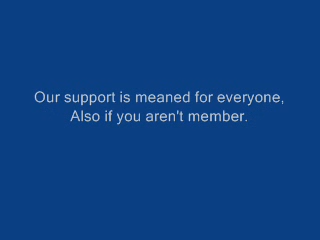 Our support is meaned for everyone,
Also if you aren't member.